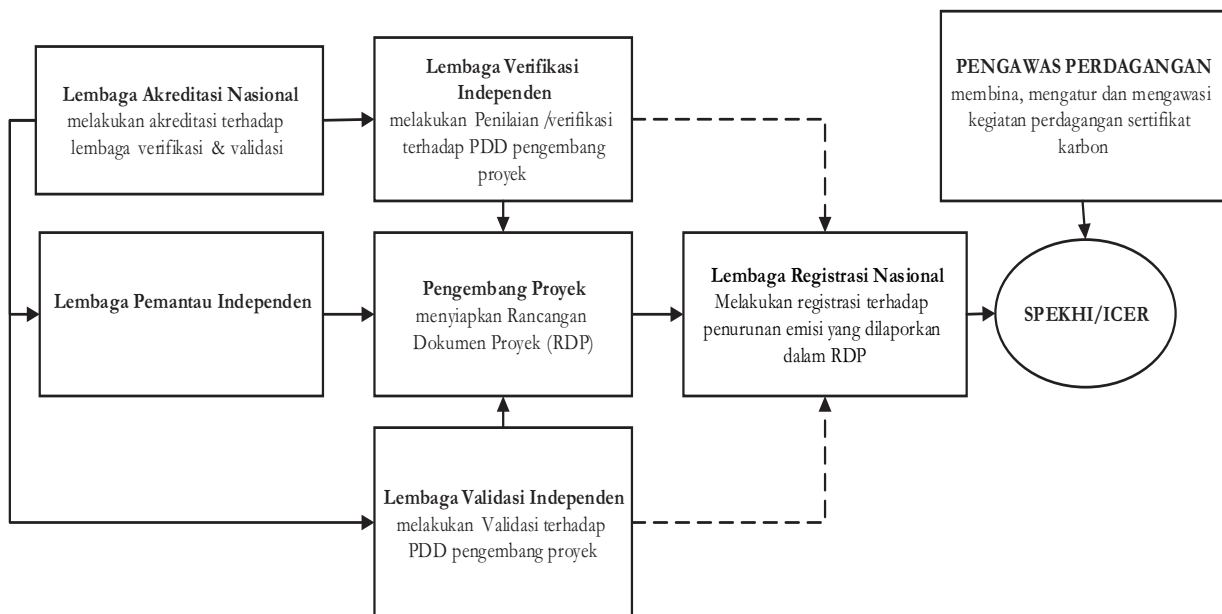 Lembaga Akreditasi Nasional
melakukan akreditasi terhadap
lembaga verifikasi & validasi
Lembaga Verifikasi
Independen
melakukan Penilaian /verifikasi
terhadap PDD pengembang
proyek
PENGAWAS PERDAGANGAN
membina, mengatur dan mengawasi
kegiatan perdagangan sertifikat
karbon
Lembaga Pemantau Independen
Pengembang Proyek
menyiapkan Rancangan
Dokumen Proyek (RDP)
Lembaga Registrasi Nasional
Melakukan registrasi terhadap
penurunan emisi yang dilaporkan
dalam RDP
SPEKHI/ICER
Lembaga Validasi Independen
melakukan Validasi terhadap
PDD pengembang proyek